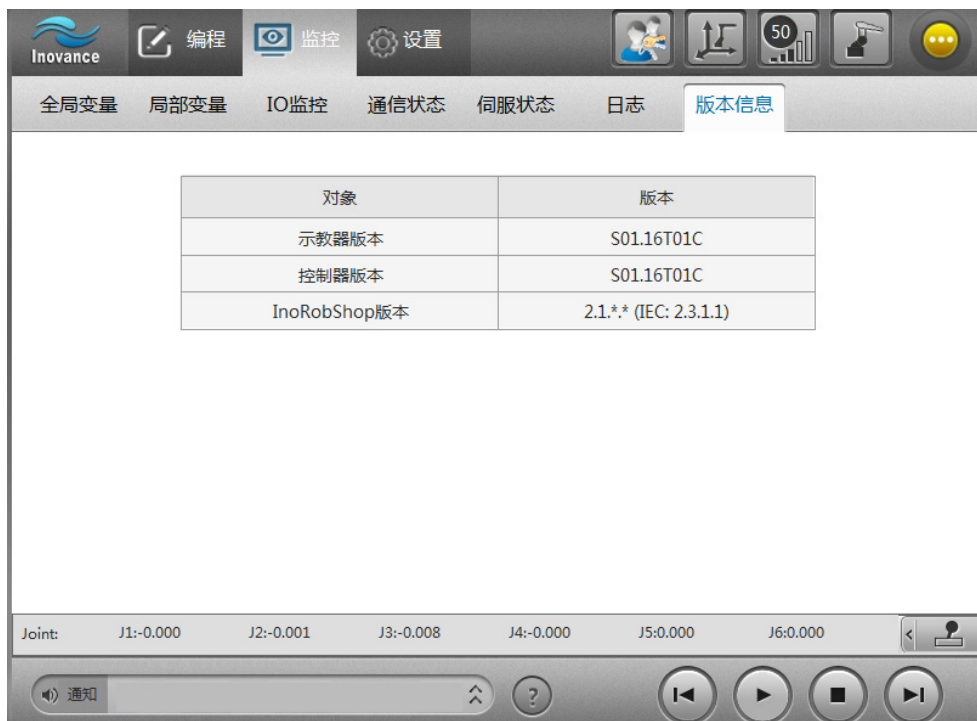 Inovance 编程 监控 设置 50
全局变量 局部变量 IO监控 通信状态 伺服状态 日志 版本信息
对象 版本
示教器版本 S01.16T01C
控制器版本 S01.16T01C
InoRobShop版本 2.1.*.* (IEC: 2.3.1.1)
Joint: J1:-0.000 J2:-0.001 J3:-0.008 J4:-0.000 J5:0.000 J6:0.000
通知 ?